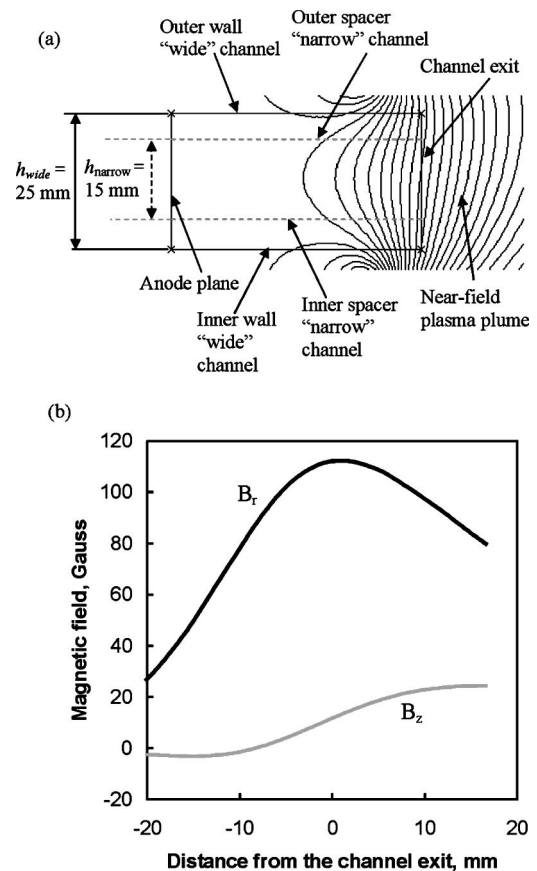 (a)
Outer wall
“wide” channel
Outer spacer
“narrow” channel
Channel exit
h_wide =
25 mm
h_narrow =
15 mm
Anode plane
Inner wall
“wide”
channel
Inner spacer
“narrow”
channel
Near-field
plasma plume
(b)
Magnetic field, Gauss
120
100
80
60
40
20
0
-20
B_r
B_z
-20
-10
0
10
20
Distance from the channel exit, mm